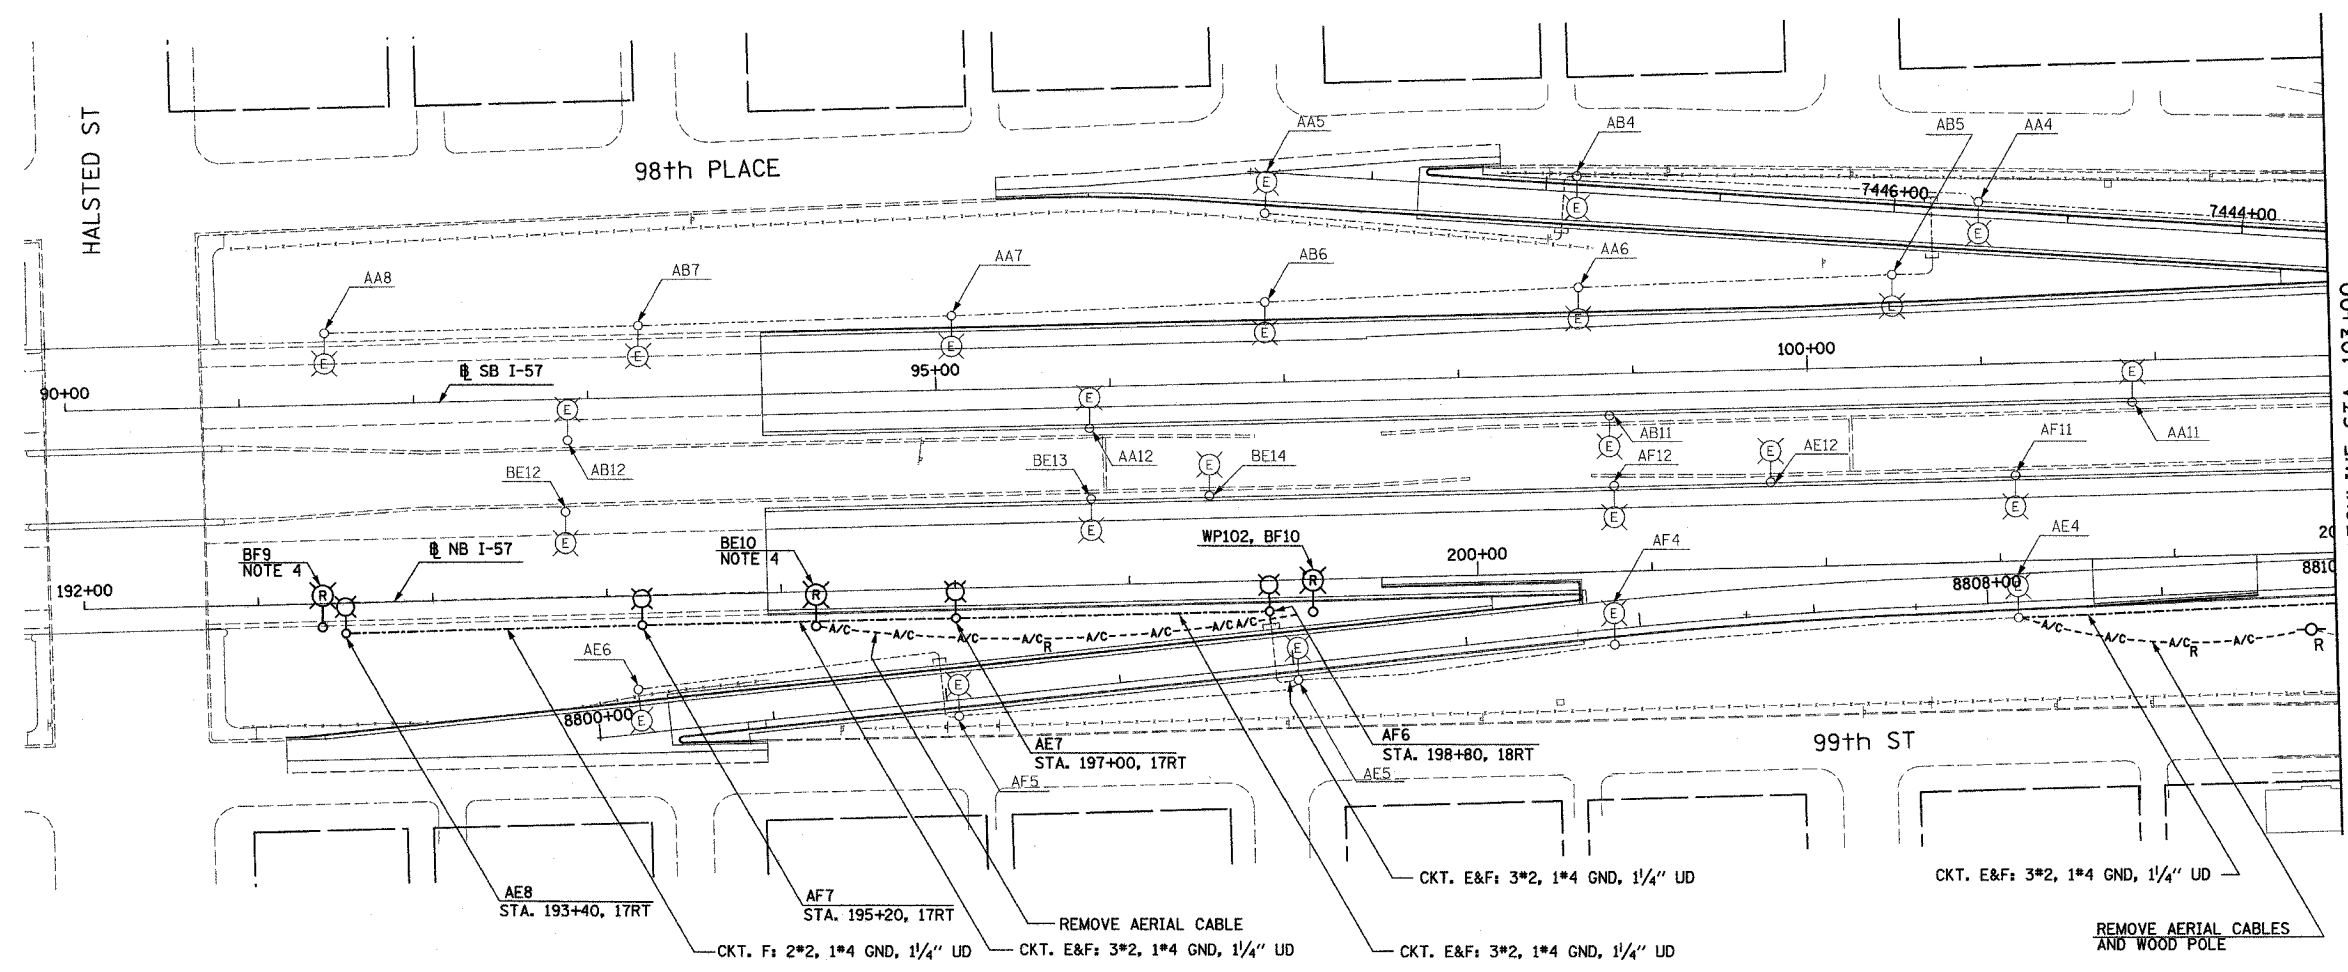 HALSTED ST
98th PLACE
AA5
AB4
AB5
AA4
7446+00
7444+00
AA8
AB7
AA7
AB6
AA6
90+00
℄ SB I-57
95+00
100+00
AB12
AA12
AB11
AE12
AF11
AA11
BE12
BE13
BE14
AF12
BF9
NOTE 4
℄ NB I-57
BE10
NOTE 4
WP102, BF10
200+00
AF4
AE4
8808+00
8810
20
192+00
R
R
R
E
A/C A/C A/C A/C A/C A/C A/C A/C
R
A/C A/C A/C A/C
R
R
AE6
8800+00
AF5
AE7
STA. 197+00, 17RT
AF6
STA. 198+80, 18RT
AE5
99th ST
AE8
STA. 193+40, 17RT
AF7
STA. 195+20, 17RT
CKT. E&F: 3#2, 1#4 GND, 1¼" UD
CKT. E&F: 3#2, 1#4 GND, 1¼" UD
REMOVE AERIAL CABLE
CKT. F: 2#2, 1#4 GND, 1¼" UD
CKT. E&F: 3#2, 1#4 GND, 1¼" UD
CKT. E&F: 3#2, 1#4 GND, 1¼" UD
REMOVE AERIAL CABLES
AND WOOD POLE